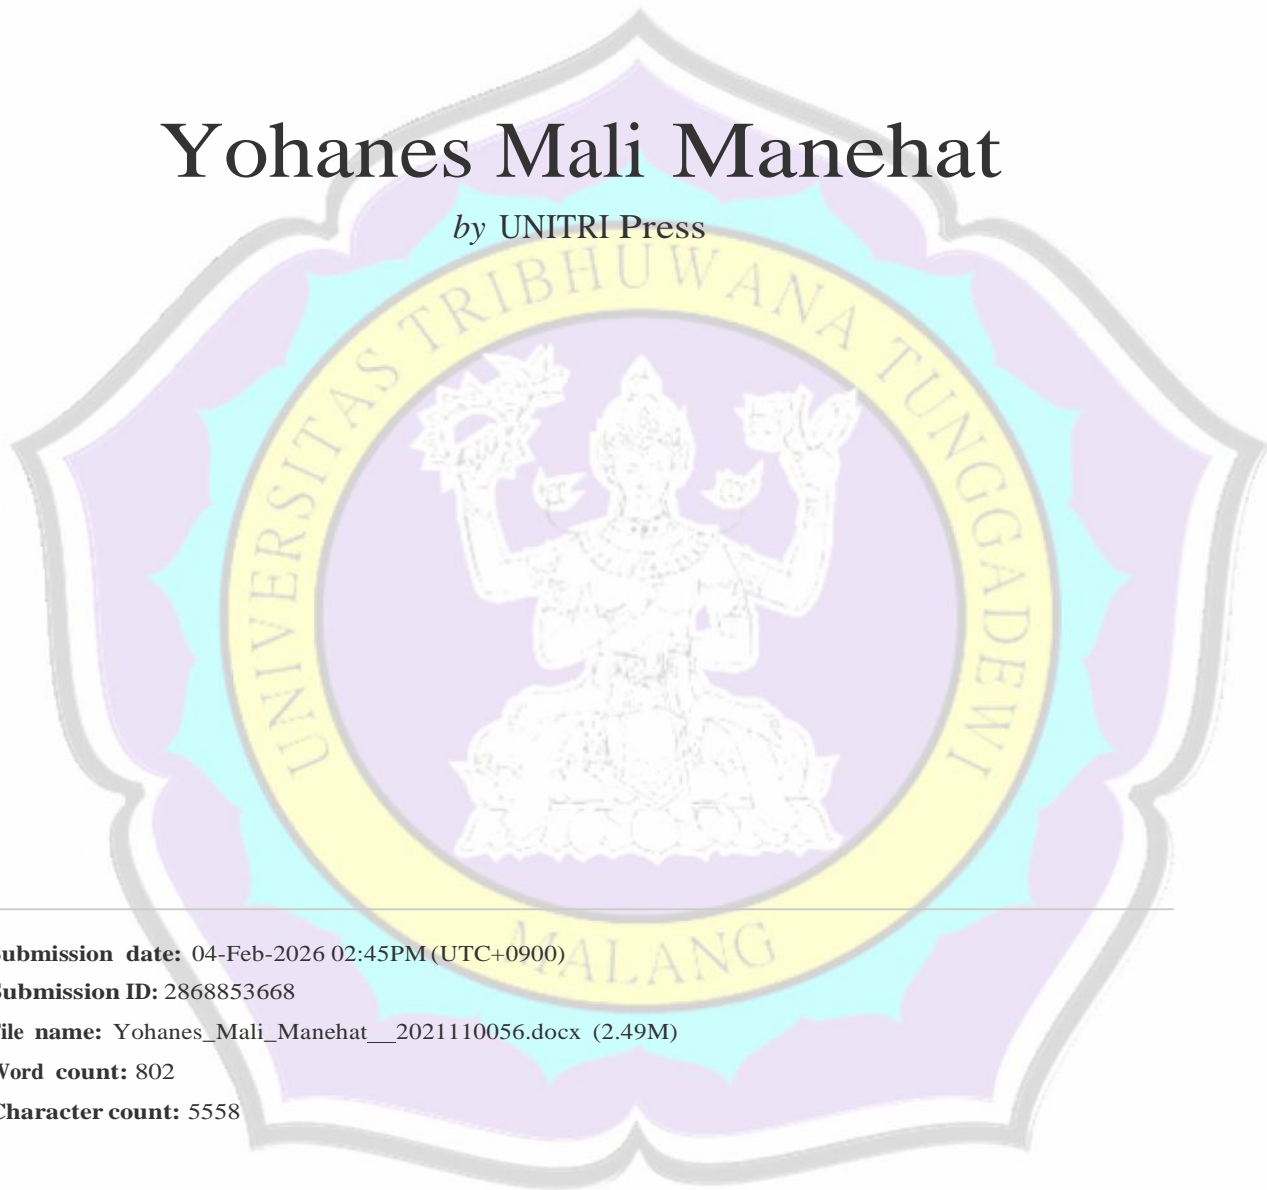 Yohanes Mali Manehat
by UNITRI Press
UNIVERSITAS TRIBHUWANA TUNGGADEWI
MALANG
Submission date: 04-Feb-2026 02:45PM (UTC+0900)
Submission ID: 2868853668
File name: Yohanes_Mali_Manehat__2021110056.docx (2.49M)
Word count: 802
Character count: 5558